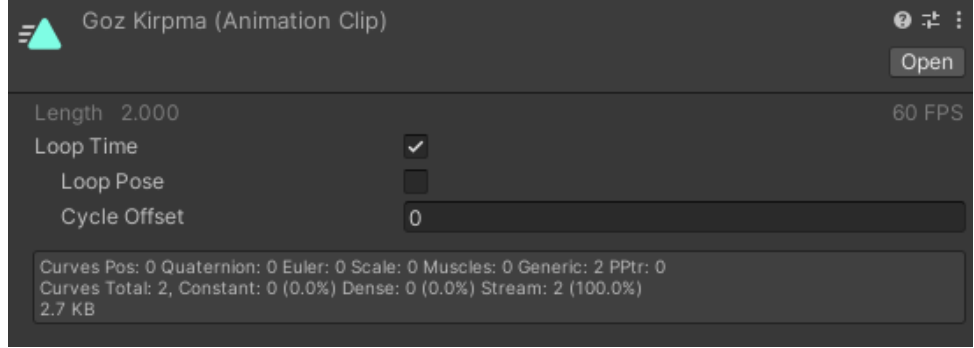 Goz Kirpma (Animation Clip)
Open
Length 2.000 60 FPS
Loop Time
Loop Pose
Cycle Offset 0
Curves Pos: 0 Quaternion: 0 Euler: 0 Scale: 0 Muscles: 0 Generic: 2 PPtr: 0
Curves Total: 2, Constant: 0 (0.0%) Dense: 0 (0.0%) Stream: 2 (100.0%)
2.7 KB